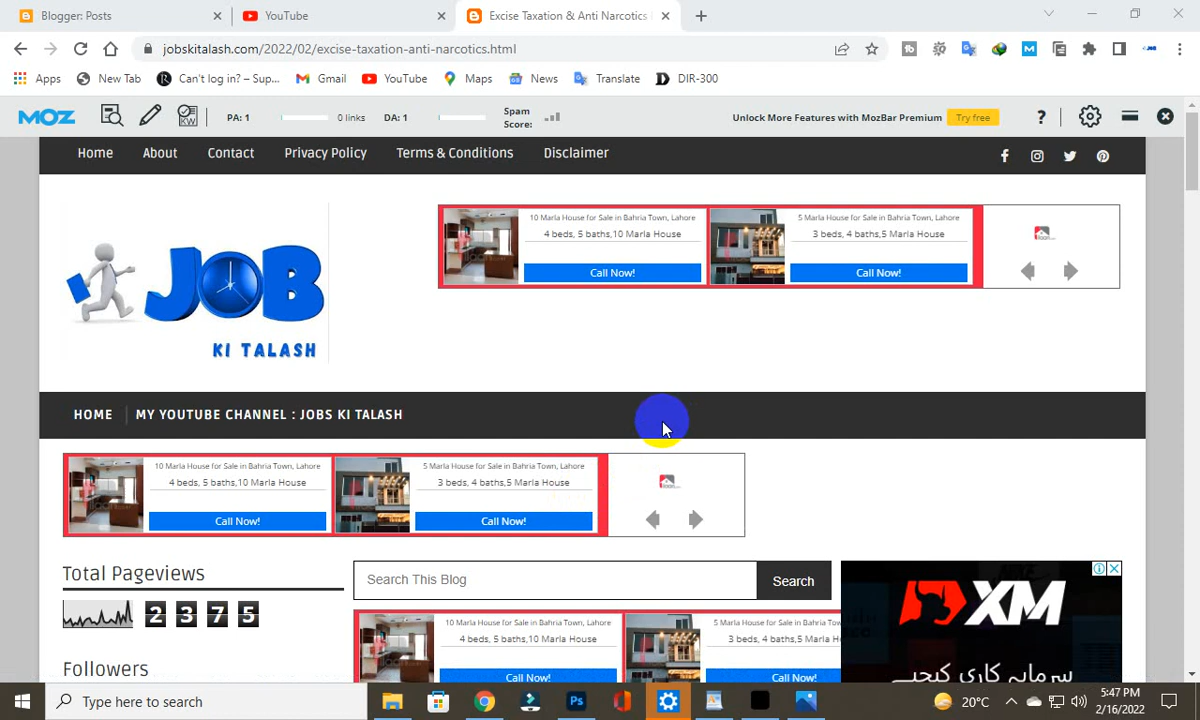 Blogger: Posts
YouTube
Excise Taxation & Anti Narcotics
jobskitalash.com/2022/02/excise-taxation-anti-narcotics.html
Apps
New Tab
Can't log in? – Sup...
Gmail
YouTube
Maps
News
Translate
DIR-300
MOZ
KW
PA: 1
0 links
DA: 1
Spam
Score:
Unlock More Features with MozBar Premium
Try free
?
Home
About
Contact
Privacy Policy
Terms & Conditions
Disclaimer
10 Marla House for Sale in Bahria Town, Lahore
4 beds, 5 baths,10 Marla House
Call Now!
5 Marla House for Sale in Bahria Town, Lahore
3 beds, 4 baths,5 Marla House
Call Now!
JOB
KI TALASH
HOME
MY YOUTUBE CHANNEL : JOBS KI TALASH
10 Marla House for Sale in Bahria Town, Lahore
4 beds, 5 baths,10 Marla House
Call Now!
5 Marla House for Sale in Bahria Town, Lahore
3 beds, 4 baths,5 Marla House
Call Now!
Total Pageviews
2375
Followers
Search This Blog
Search
10 Marla House for Sale in Bahria Town, Lahore
4 beds, 5 baths,10 Marla House
Call Now!
5 Marla House for Sale in Bahria Tow
3 beds, 4 baths,5 Marla Hou
Call Now!
XM
سرمایہ کاری کیجیے
Type here to search
Ps
20°C
5:47 PM
2/16/2022